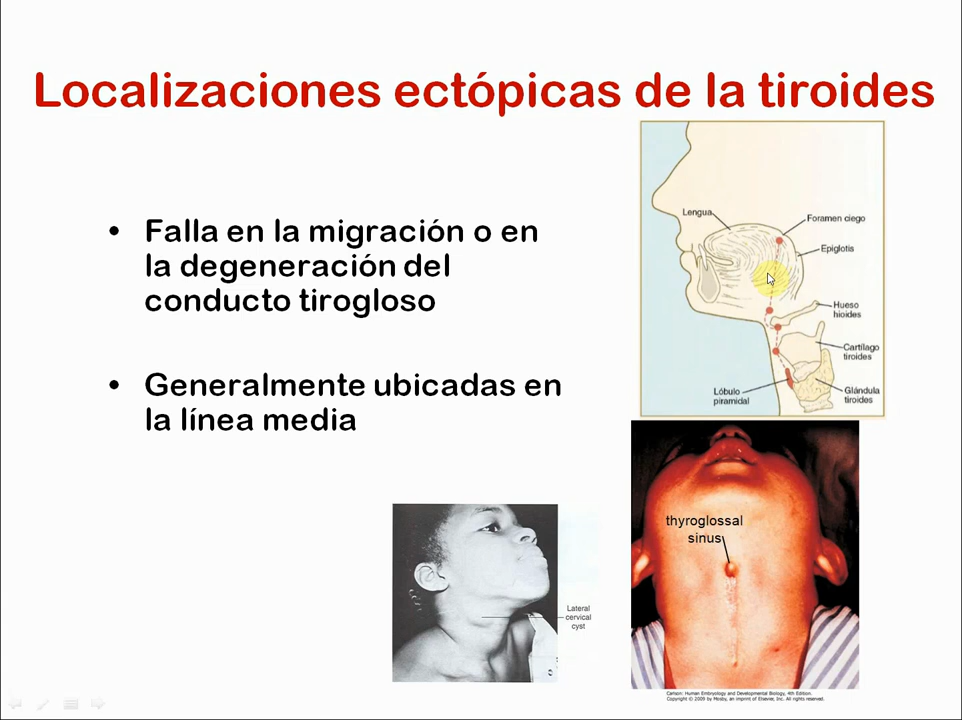 Localizaciones ectópicas de la tiroides
• Falla en la migración o en
la degeneración del
conducto tirogloso
• Generalmente ubicadas en
la línea media
Lengua
Foramen ciego
Epiglotis
Hueso
hioides
Cartílago
tiroides
Lóbulo
piramidal
Glándula
tiroides
thyroglossal
sinus
Lateral
cervical
cyst
Carlson: Human Embryology and Developmental Biology, 4th Edition.
Copyright © 2009 by Mosby, an imprint of Elsevier, Inc. All rights reserved.